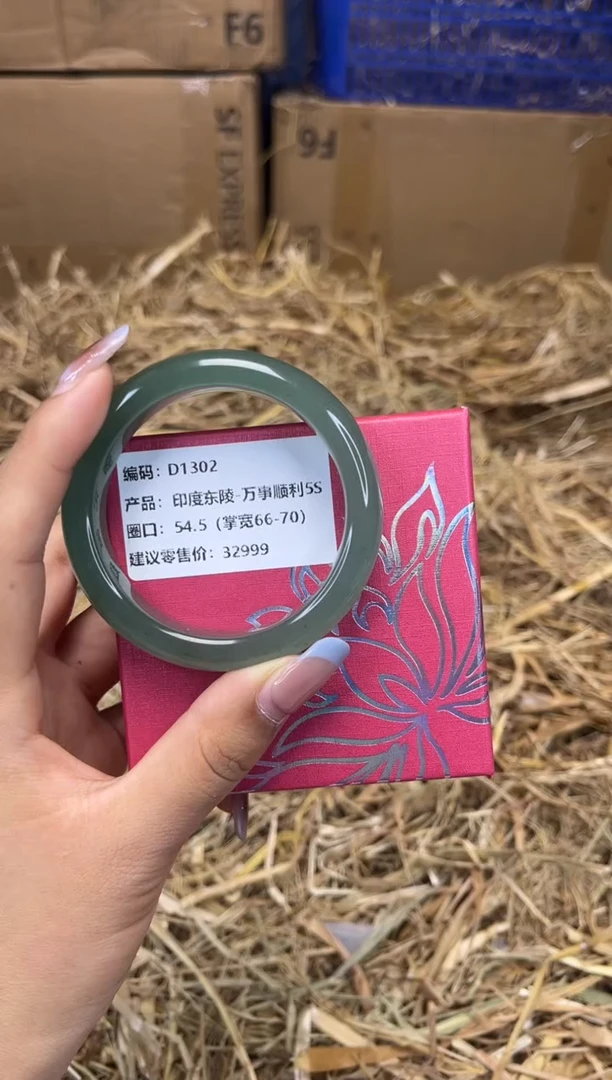 F6
SF EXPRESS
F6
编码：D1302
产品：印度东陵-万事顺利5S
圈口：54.5（掌宽66-70）
建议零售价：32999